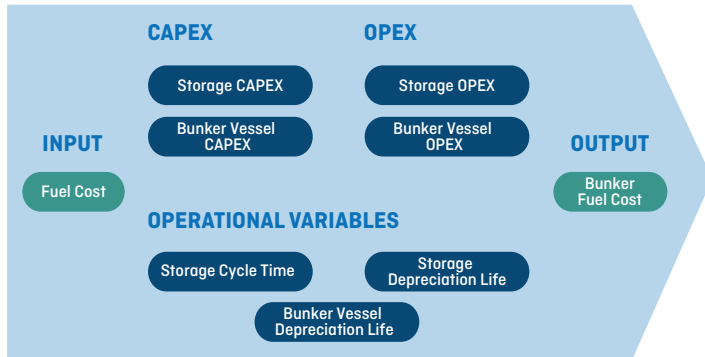 CAPEX
OPEX
Storage CAPEX
Storage OPEX
Bunker Vessel
CAPEX
Bunker Vessel
OPEX
INPUT
Fuel Cost
OUTPUT
Bunker
Fuel Cost
OPERATIONAL VARIABLES
Storage Cycle Time
Storage
Depreciation Life
Bunker Vessel
Depreciation Life